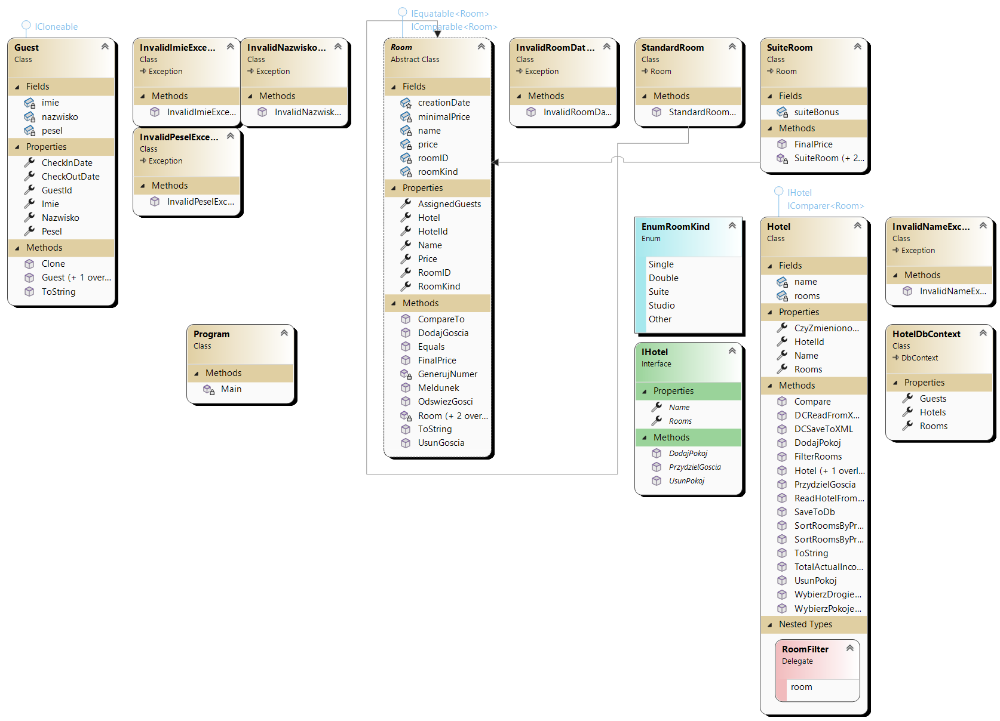 ICloneable
Guest
Class
Fields
imie
nazwisko
pesel
Properties
CheckInDate
CheckOutDate
GuestId
Imie
Nazwisko
Pesel
Methods
Clone
Guest (+ 1 over...
ToString
InvalidImieExce...
Class
Exception
Methods
InvalidImieExce...
InvalidNazwisko...
Class
Exception
Methods
InvalidNazwisk...
InvalidPeselExce...
Class
Exception
Methods
InvalidPeselExc...
Program
Class
Methods
Main
IEquatable<Room>
IComparable<Room>
Room
Abstract Class
Fields
creationDate
minimalPrice
name
price
roomID
roomKind
Properties
AssignedGuests
Hotel
HotelId
Name
Price
RoomID
RoomKind
Methods
CompareTo
DodajGoscia
Equals
FinalPrice
GenerujNumer
Meldunek
OdswiezGosci
Room (+ 2 over...
ToString
UsunGoscia
InvalidRoomDat...
Class
Exception
Methods
InvalidRoomDa...
StandardRoom
Class
Room
Methods
StandardRoom...
SuiteRoom
Class
Room
Fields
suiteBonus
Methods
FinalPrice
SuiteRoom (+ 2...
EnumRoomKind
Enum
Single
Double
Suite
Studio
Other
IHotel
Interface
Properties
Name
Rooms
Methods
DodajPokoj
PrzydzielGoscia
UsunPokoj
IHotel
IComparer<Room>
Hotel
Class
Fields
name
rooms
Properties
CzyZmieniono...
HotelId
Name
Rooms
Methods
Compare
DCReadFromX...
DCSaveToXML
DodajPokoj
FilterRooms
Hotel (+ 1 overl...
PrzydzielGoscia
ReadHotelFrom...
SaveToDb
SortRoomsByPr...
SortRoomsByPr...
ToString
TotalActualInco...
UsunPokoj
WybierzDrogie...
WybierzPokoje...
Nested Types
RoomFilter
Delegate
room
InvalidNameExc...
Class
Exception
Methods
InvalidNameEx...
HotelDbContext
Class
DbContext
Properties
Guests
Hotels
Rooms